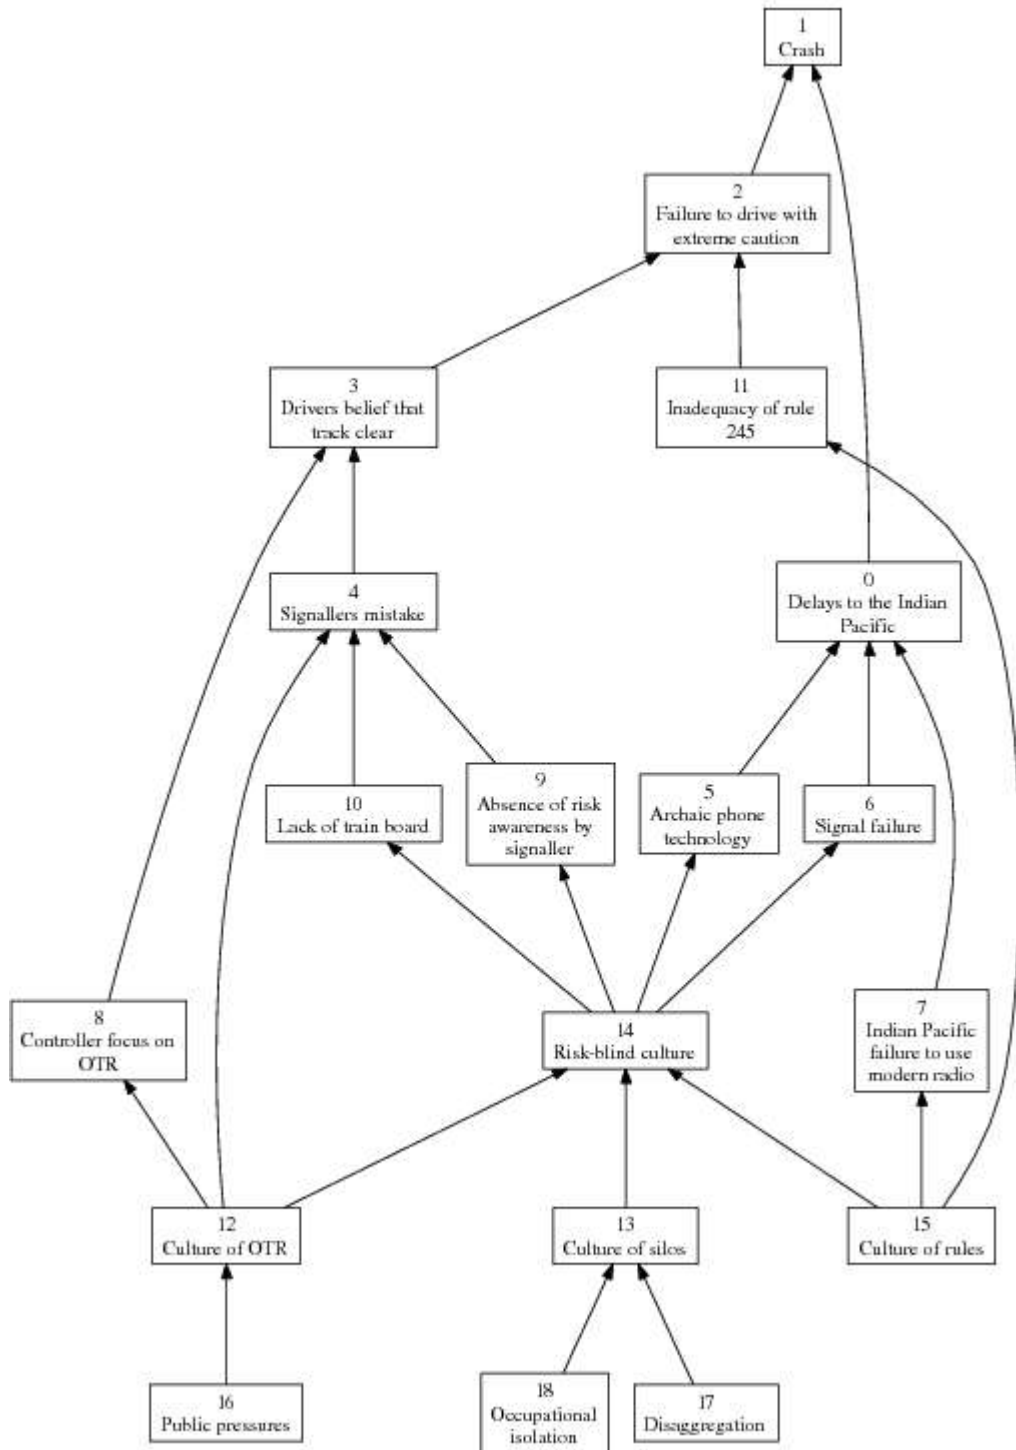 1
Crash
2
Failure to drive with
extreme caution
3
Drivers belief that
track clear
11
Inadequacy of rule
245
4
Signallers mistake
0
Delays to the Indian
Pacific
10
Lack of train board
9
Absence of risk
awareness by
signaller
5
Archaic phone
technology
6
Signal failure
8
Controller focus on
OTR
14
Risk-blind culture
7
Indian Pacific
failure to use
modern radio
12
Culture of OTR
13
Culture of silos
15
Culture of rules
16
Public pressures
18
Occupational
isolation
17
Disaggregation